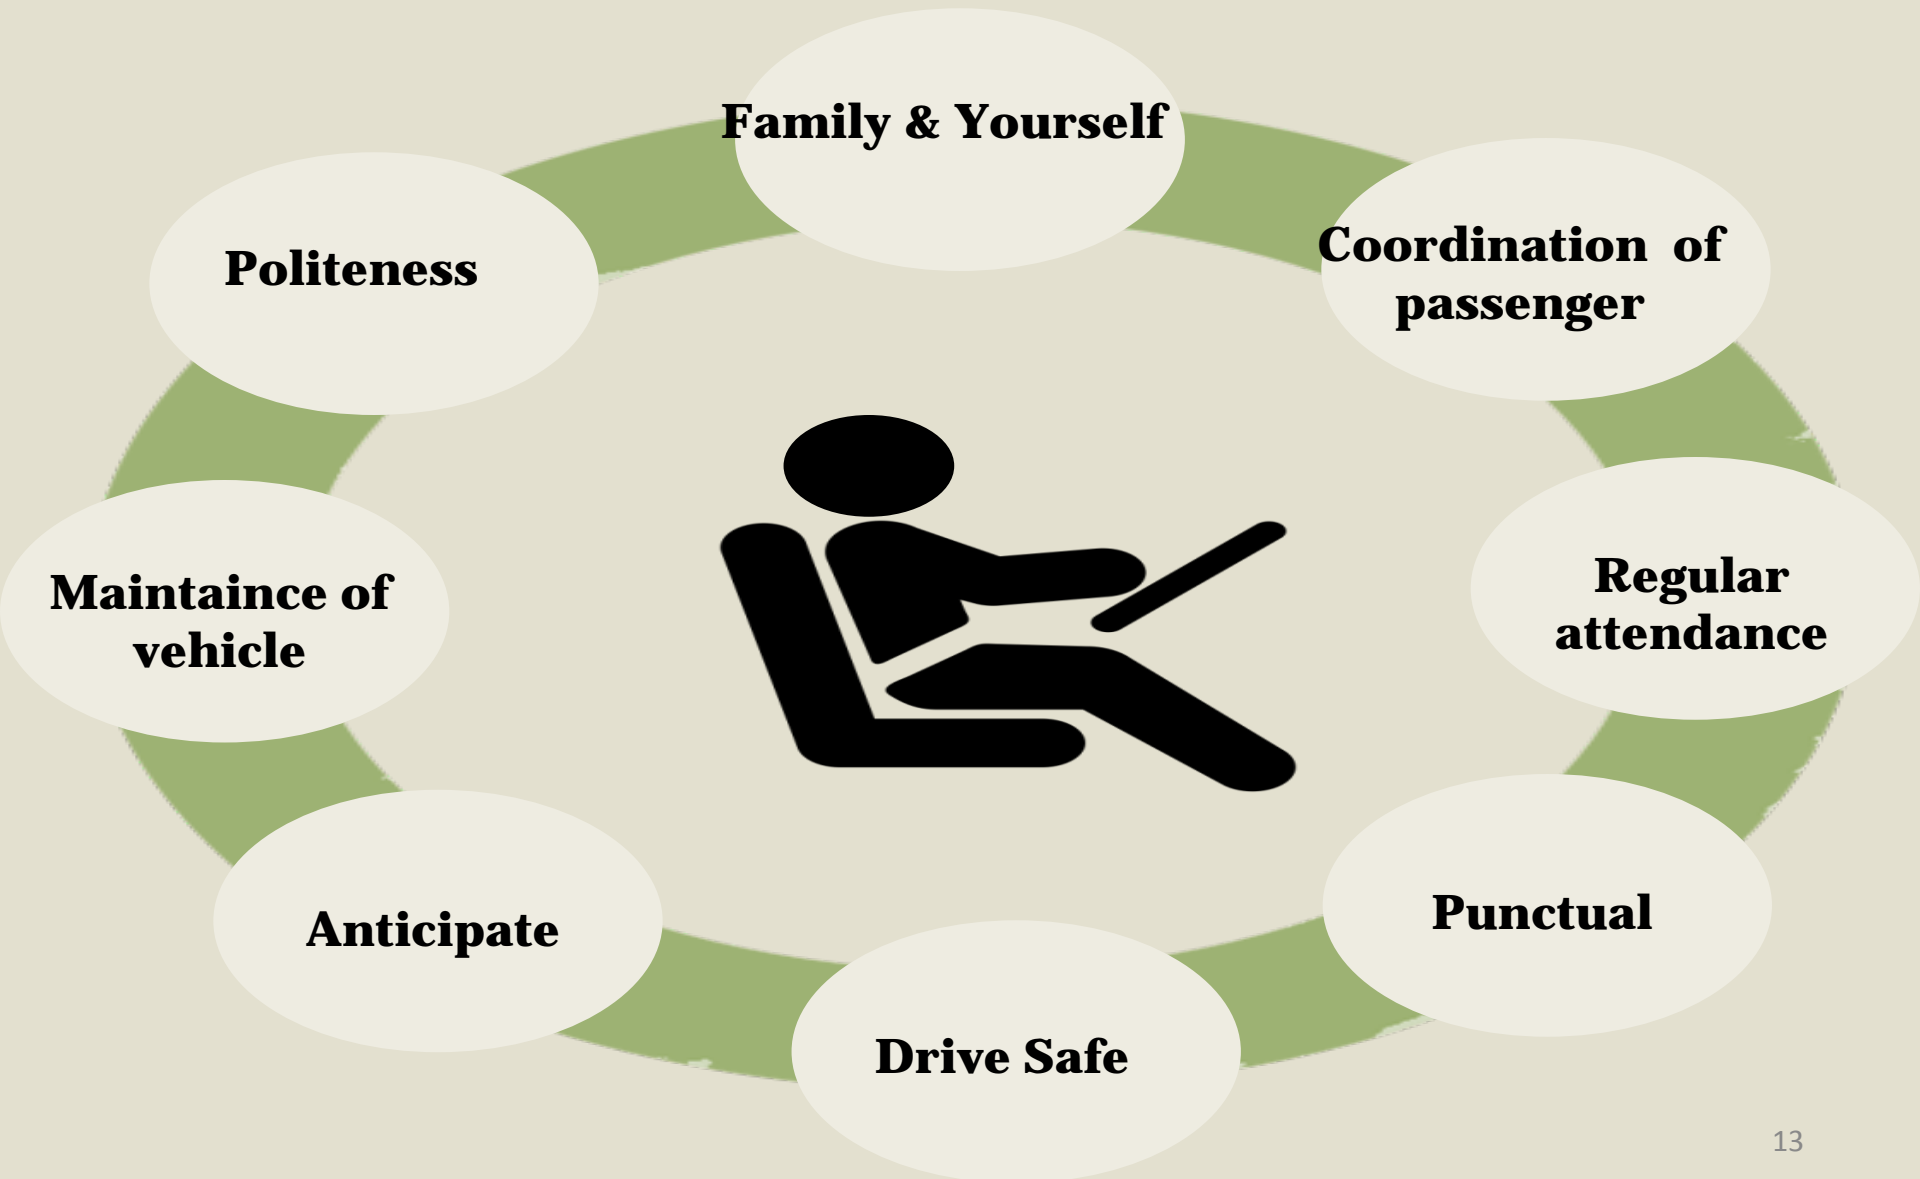 Family & Yourself
Coordination of
passenger
Regular
attendance
Punctual
Drive Safe
Anticipate
Maintaince of
vehicle
Politeness
13